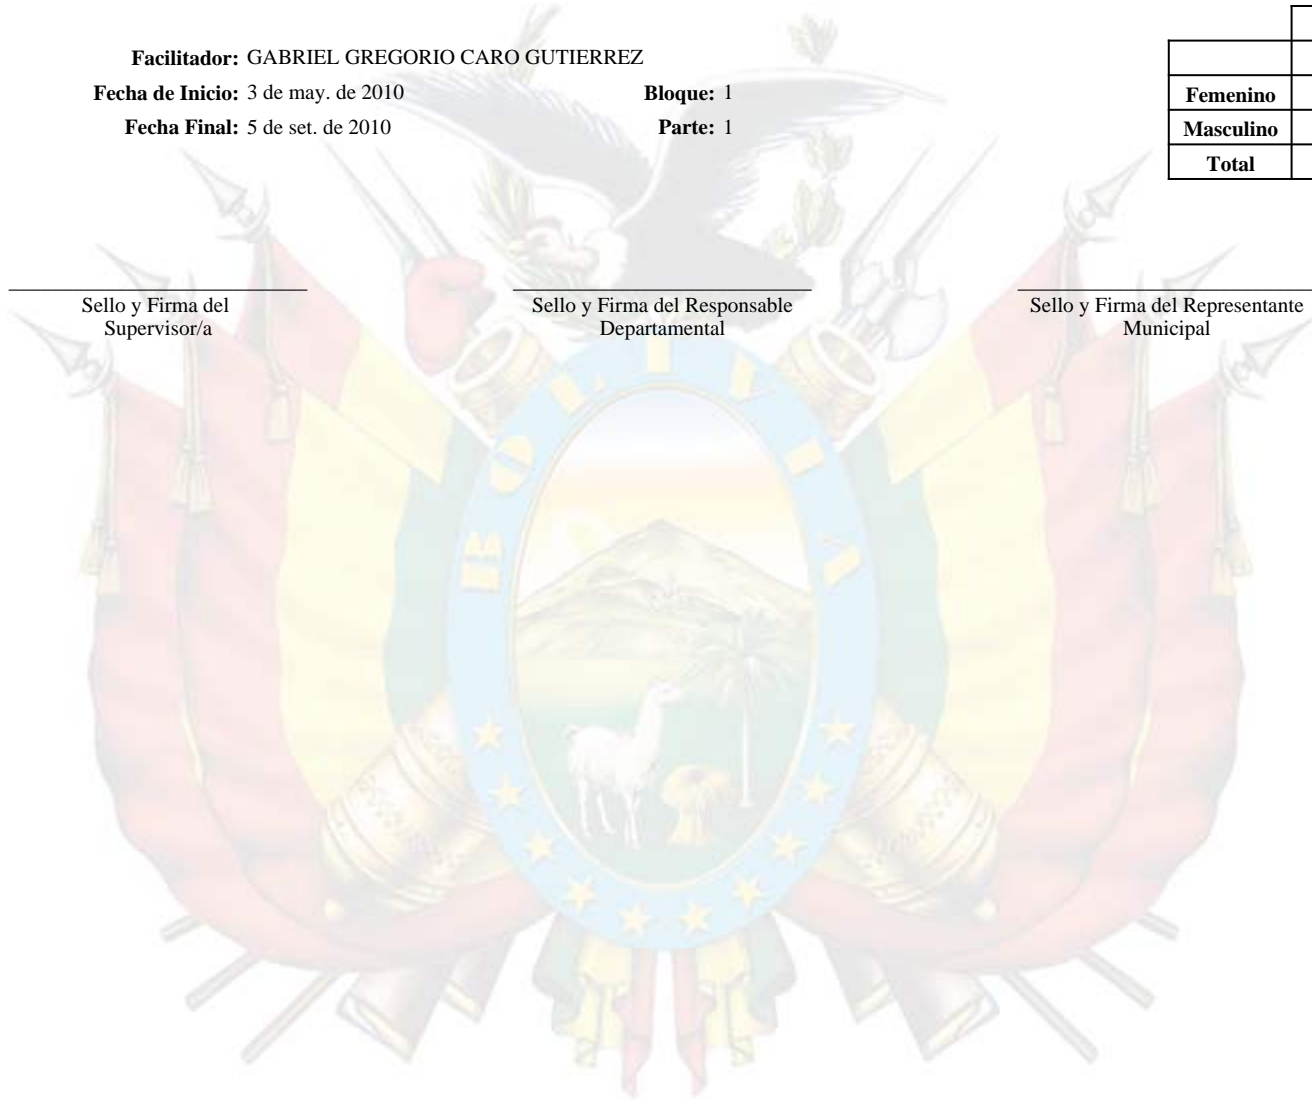 Facilitador: GABRIEL GREGORIO CARO GUTIERREZ
Fecha de Inicio: 3 de may. de 2010 Bloque: 1
Fecha Final: 5 de set. de 2010 Parte: 1
Femenino
Masculino
Total
Sello y Firma del
Supervisor/a
Sello y Firma del Responsable
Departamental
Sello y Firma del Representante
Municipal
BOLIVIA